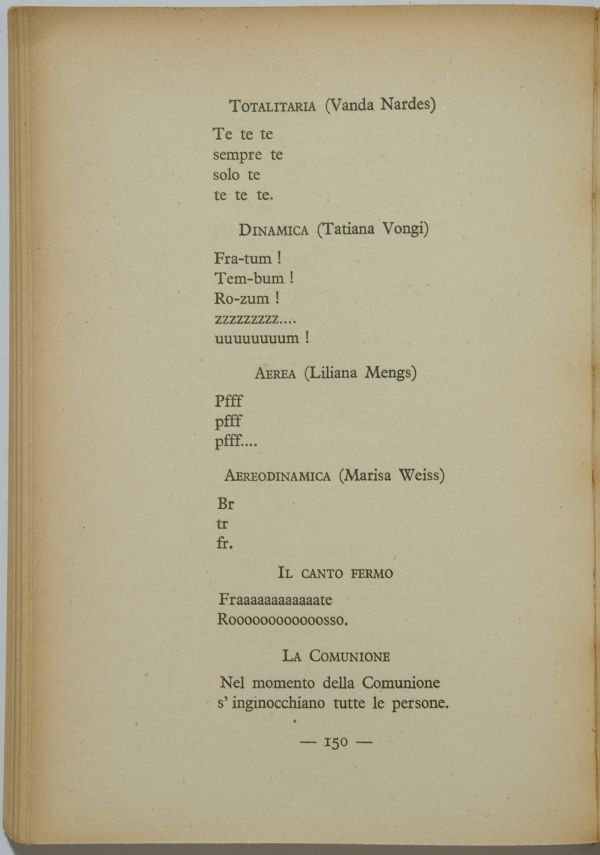 TOTALITARIA (Vanda Nardes)
Te te te
sempre te
solo te
te te te.
DINAMICA (Tatiana Vongi)
Fra-tum !
Tem-bum !
Ro-zum !
zzzzzzzzz....
uuuuuuuum !
AEREA (Liliana Mengs)
Pfff
pfff
pfff....
AEREODINAMICA (Marisa Weiss)
Br
tr
fr.
IL CANTO FERMO
Fraaaaaaaaaaaate
Roooooooooooosso.
LA COMUNIONE
Nel momento della Comunione
s' inginocchiano tutte le persone.
— 150 —